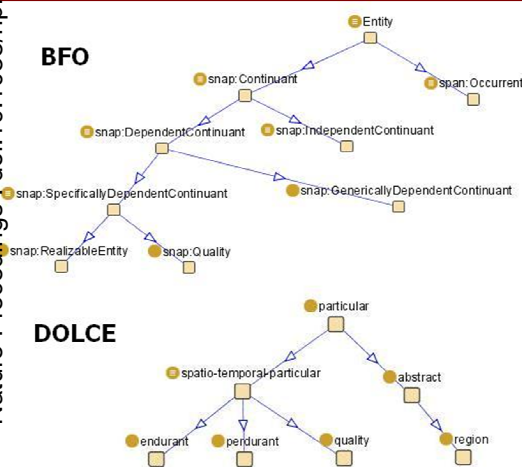 Entity
BFO
snap:Continuant
span:Occurrent
snap:DependentContinuant
snap:IndependentContinuant
snap:SpecificallyDependentContinuant
snap:GenericallyDependentContinuant
snap:RealizableEntity
snap:Quality
particular
DOLCE
spatio-temporal-particular
abstract
endurant
perdurant
quality
region